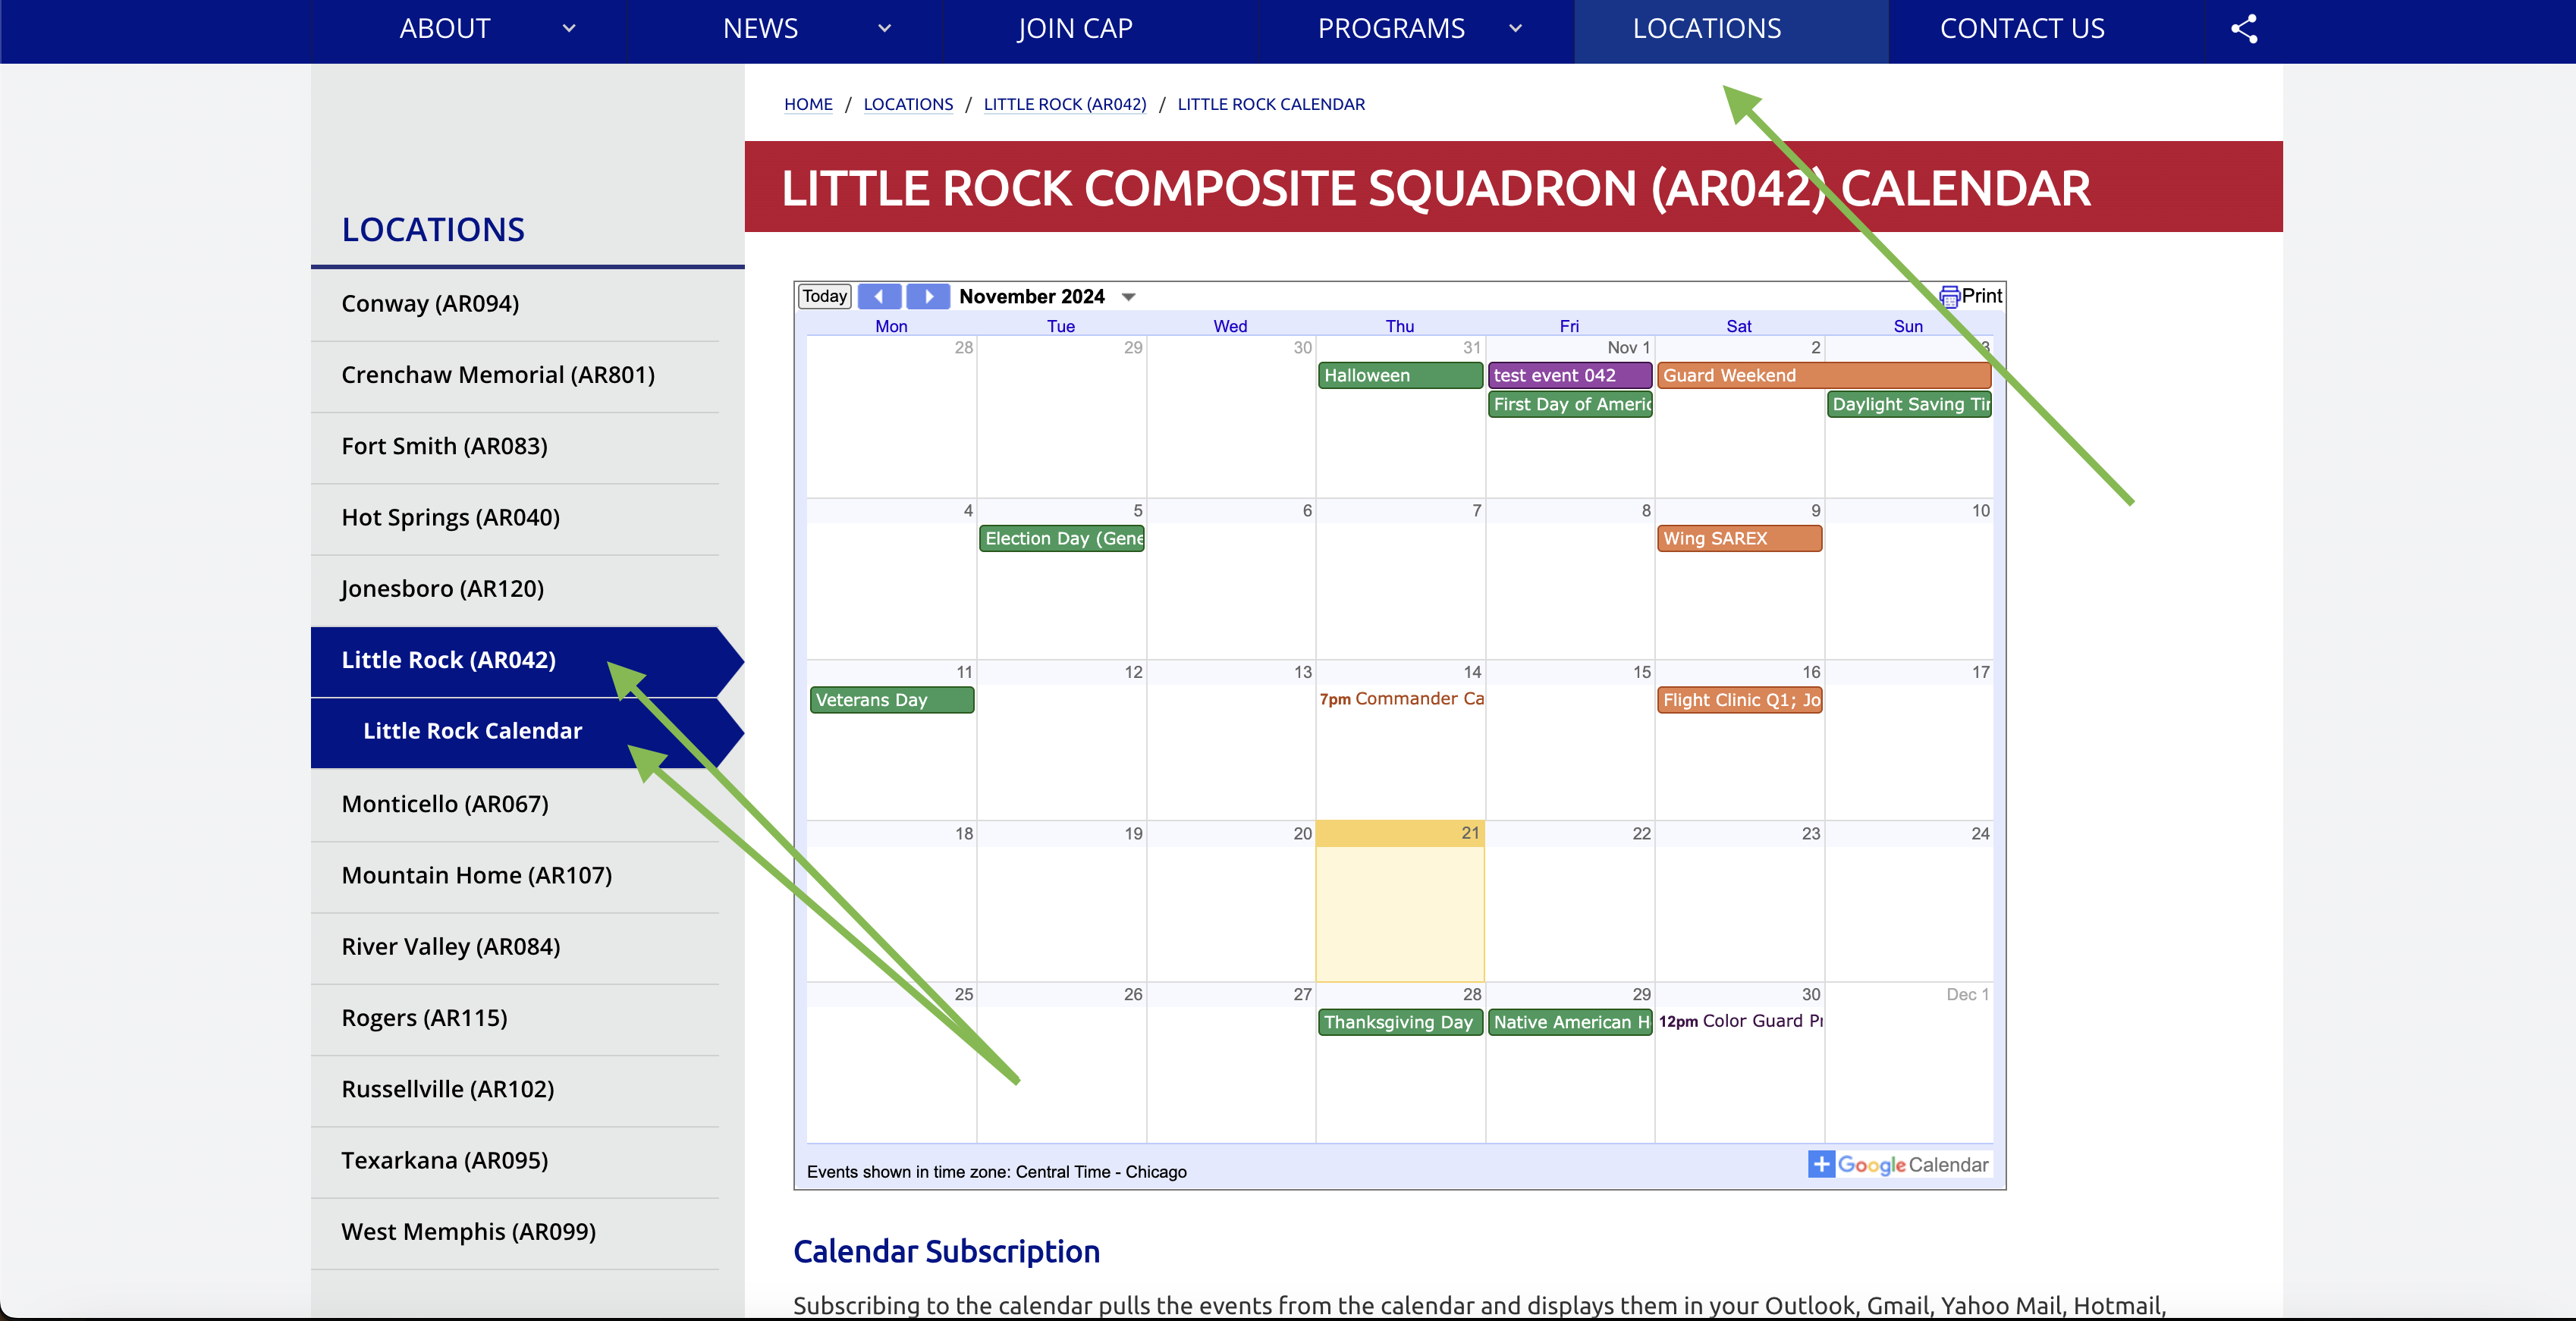 ABOUT NEWS JOIN CAP PROGRAMS LOCATIONS CONTACT US
HOME / LOCATIONS / LITTLE ROCK (AR042) / LITTLE ROCK CALENDAR
LITTLE ROCK COMPOSITE SQUADRON (AR042) CALENDAR
LOCATIONS
Conway (AR094)
Crenchaw Memorial (AR801)
Fort Smith (AR083)
Hot Springs (AR040)
Jonesboro (AR120)
Little Rock (AR042)
Little Rock Calendar
Monticello (AR067)
Mountain Home (AR107)
River Valley (AR084)
Rogers (AR115)
Russellville (AR102)
Texarkana (AR095)
West Memphis (AR099)
Today November 2024 Print
Mon Tue Wed Thu Fri Sat Sun
28 29 30 31 Nov 1 2 3
Halloween test event 042 Guard Weekend
First Day of Americ Daylight Saving Tir
4 5 6 7 8 9 10
Election Day (Gene Wing SAREX
11 12 13 14 15 16 17
Veterans Day 7pm Commander Ca Flight Clinic Q1; Jo
18 19 20 21 22 23 24
25 26 27 28 29 30 Dec 1
Thanksgiving Day Native American H 12pm Color Guard Pr
Events shown in time zone: Central Time - Chicago
Google Calendar
Calendar Subscription
Subscribing to the calendar pulls the events from the calendar and displays them in your Outlook, Gmail, Yahoo Mail, Hotmail,